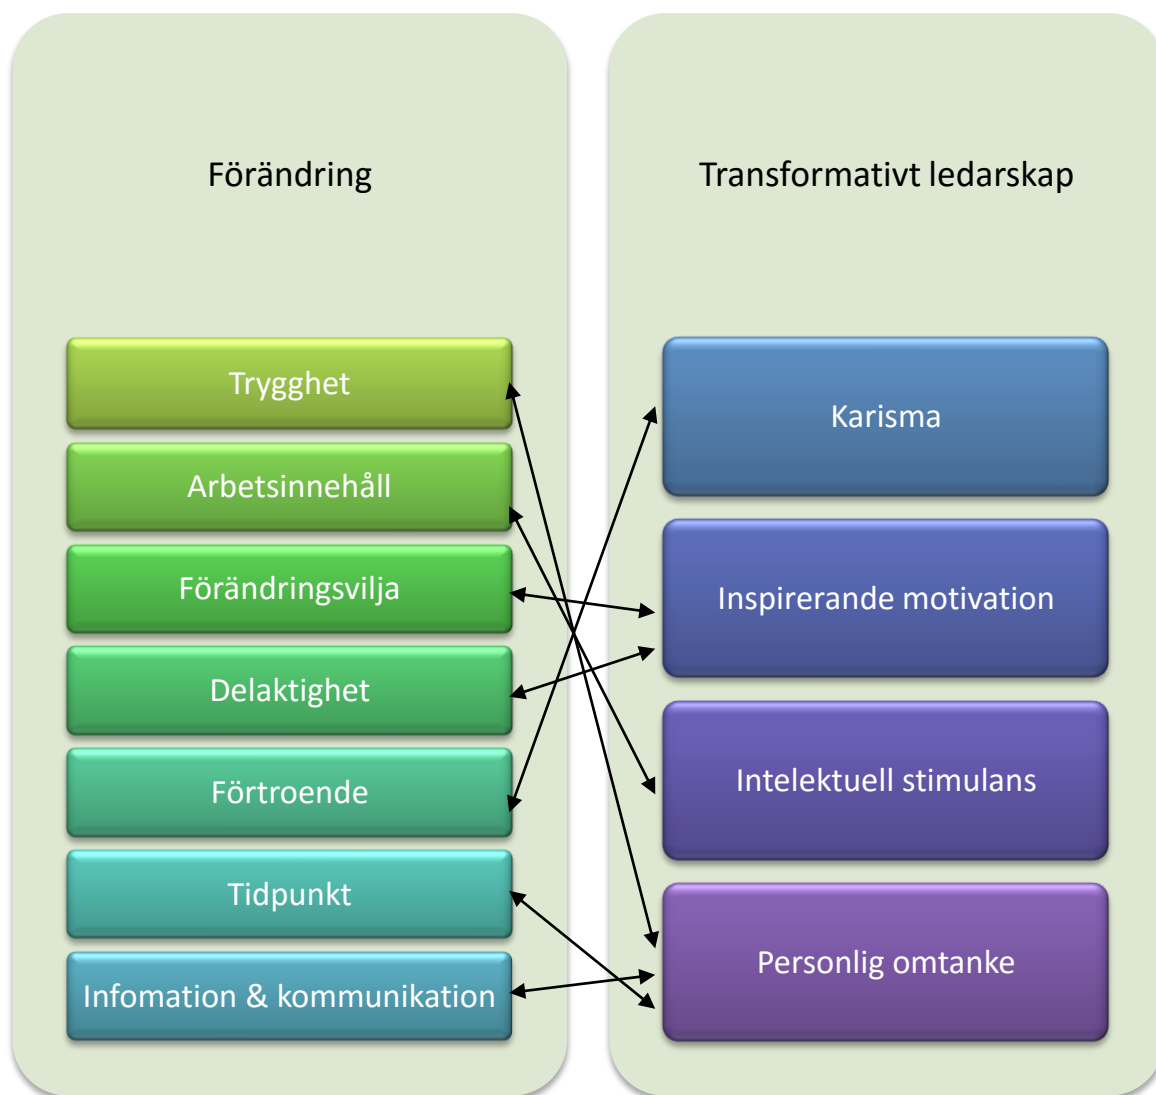 Förändring
Trygghet
Arbetsinnehåll
Förändringsvilja
Delaktighet
Förtroende
Tidpunkt
Infomation & kommunikation
Transformativt ledarskap
Karisma
Inspirerande motivation
Intelektuell stimulans
Personlig omtanke